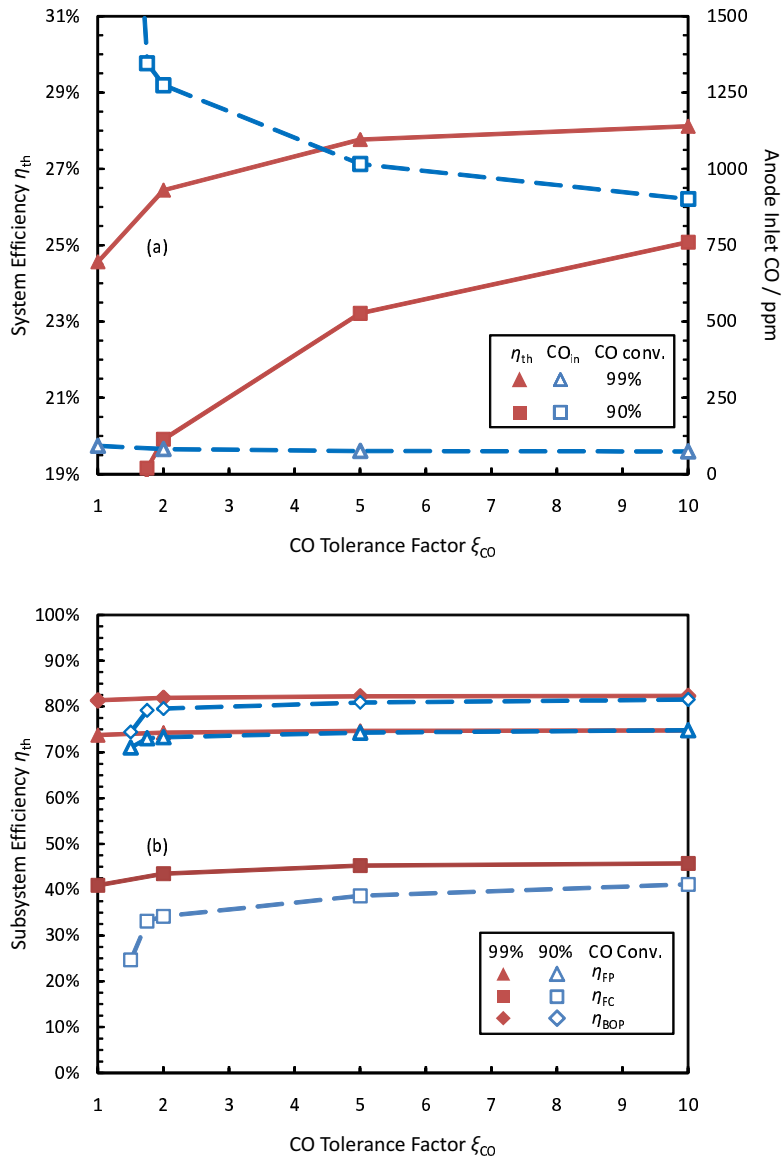 31%
29%
27%
25%
23%
21%
19%
System Efficiency ηth
1500
1250
1000
750
500
250
0
Anode Inlet CO / ppm
(a)
ηth COin CO conv.
99%
90%
1 2 3 4 5 6 7 8 9 10
CO Tolerance Factor ξCO
100%
90%
80%
70%
60%
50%
40%
30%
20%
10%
0%
Subsystem Efficiency ηth
(b)
99% 90% CO Conv.
ηFP
ηFC
ηBOP
1 2 3 4 5 6 7 8 9 10
CO Tolerance Factor ξCO